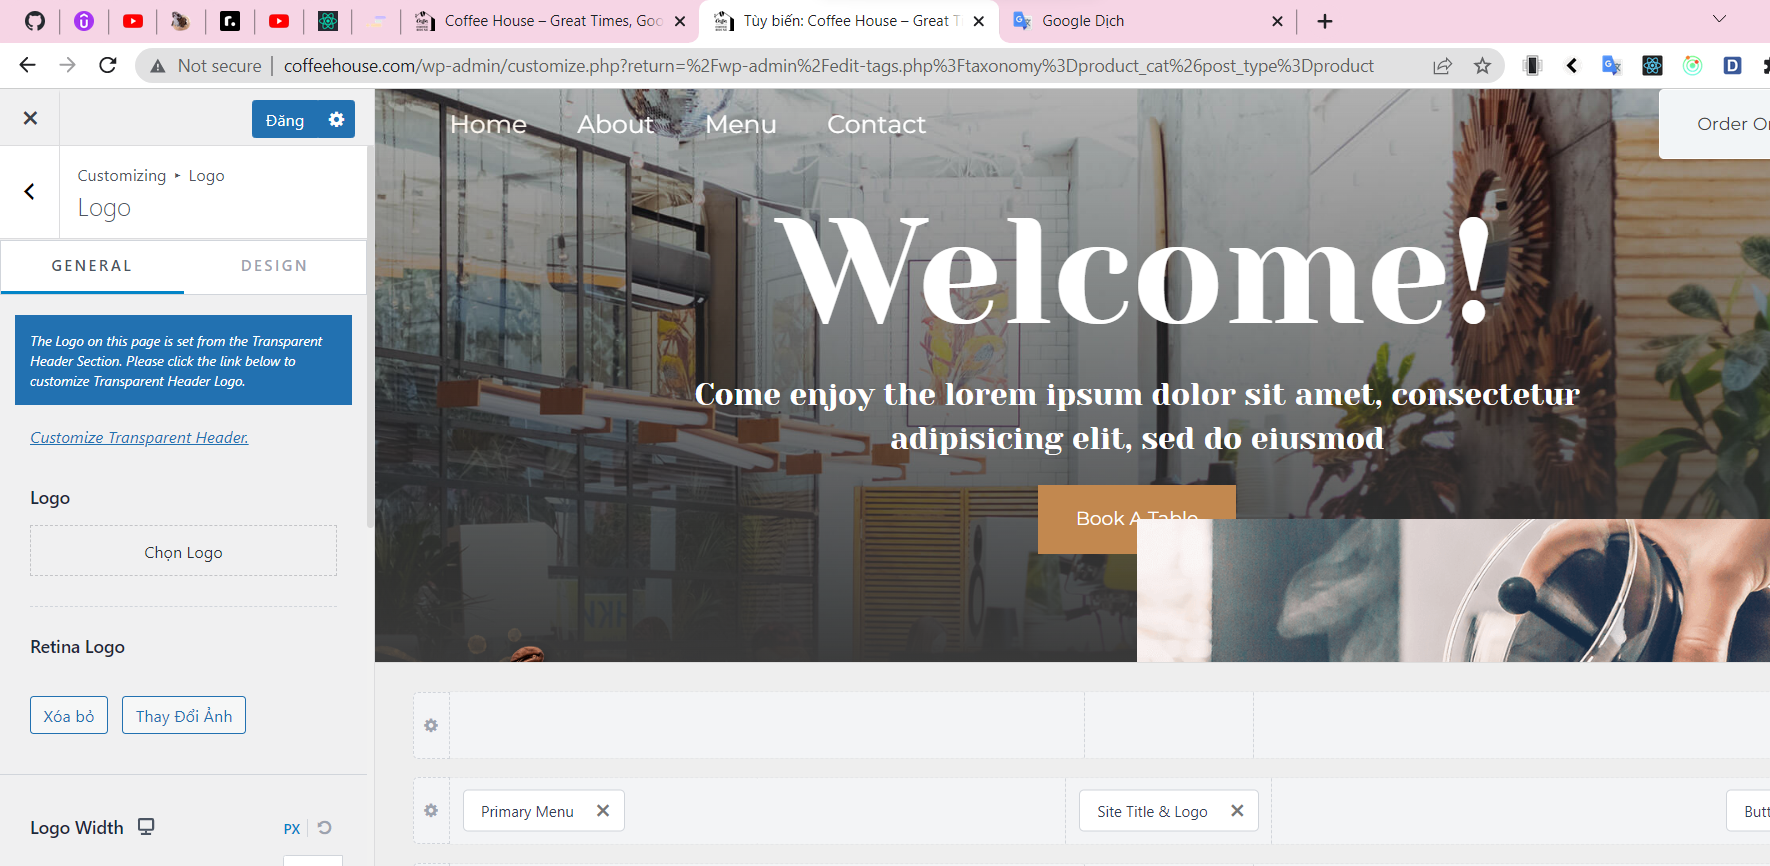 Coffee House – Great Times, Goo
Tùy biến: Coffee House – Great T
Google Dịch
Not secure
coffeehouse.com/wp-admin/customize.php?return=%2Fwp-admin%2Fedit-tags.php%3Ftaxonomy%3Dproduct_cat%26post_type%3Dproduct
Đăng
Customizing ▸ Logo
Logo
GENERAL
DESIGN
The Logo on this page is set from the Transparent
Header Section. Please click the link below to
customize Transparent Header Logo.
Customize Transparent Header.
Logo
Chọn Logo
Retina Logo
Xóa bỏ
Thay Đổi Ảnh
Logo Width
PX
Home
About
Menu
Contact
Order Or
Welcome!
Come enjoy the lorem ipsum dolor sit amet, consectetur
adipisicing elit, sed do eiusmod
Book A Table
Primary Menu
Site Title & Logo
Butt